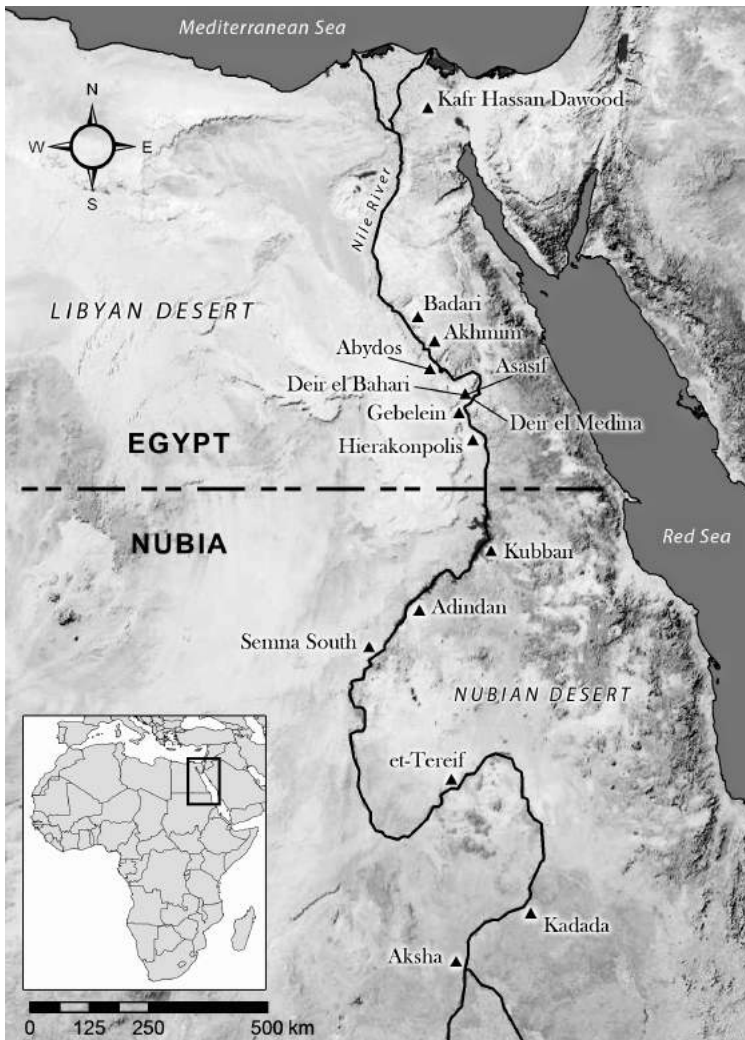 Mediterranean Sea
Kafr Hassan Dawood
N
W E
S
Nile River
LIBYAN DESERT
Badari
Akhmim
Abydos
Asasif
Deir el Bahari
Gebelein
Deir el Medina
EGYPT
Hierakonpolis
NUBIA
Red Sea
Kubban
Adindan
Semna South
NUBIAN DESERT
et-Tereif
Kadada
Aksha
0 125 250 500 km